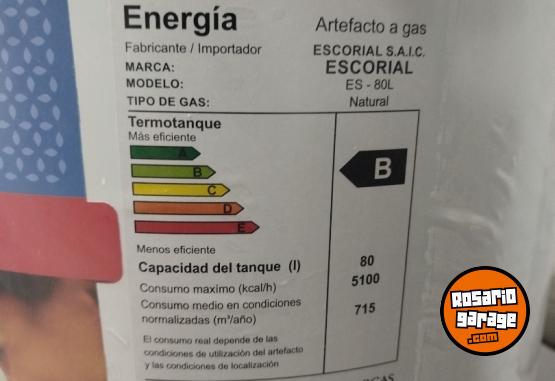 Energía
Artefacto a gas
Fabricante / Importador
ESCORIAL S.A.I.C.
MARCA:
ESCORIAL
MODELO:
ES - 80L
TIPO DE GAS:
Natural
Termotanque
Más eficiente
A
B
C
D
E
B
Menos eficiente
Capacidad del tanque (l)
80
Consumo maximo (kcal/h)
5100
Consumo medio en condiciones
normalizadas (m³/año)
715
El consumo real depende de las
condiciones de utilización del artefacto
y las condiciones de localización
Rosario
garage
.com